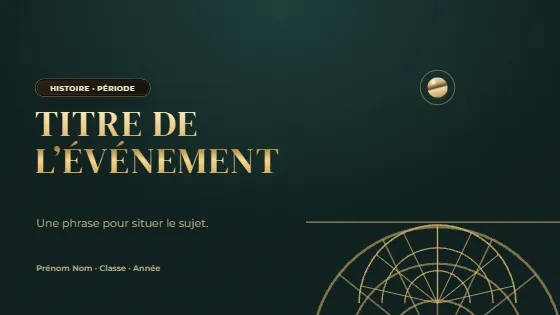 HISTOIRE • PÉRIODE
TITRE DE
L’ÉVÉNEMENT
Une phrase pour situer le sujet.
Prénom Nom • Classe • Année